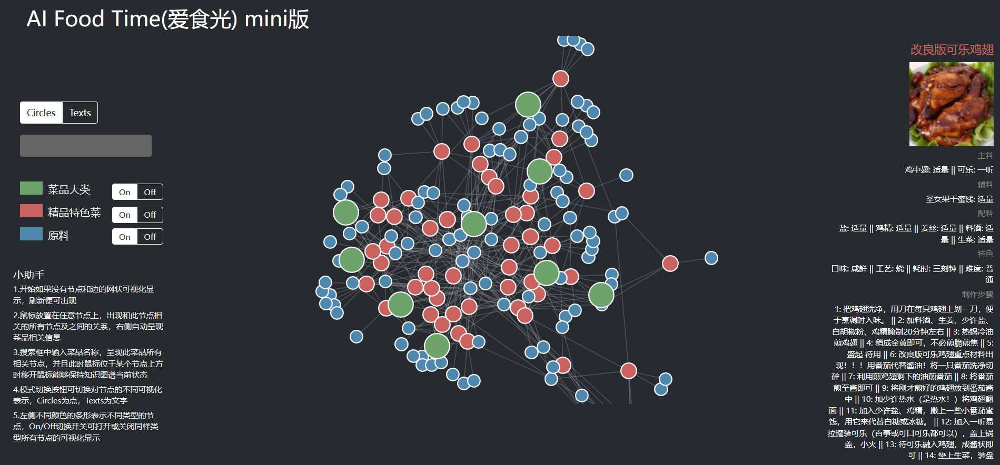 AI Food Time(爱食光) mini版
Circles Texts
菜品大类 On Off
精品特色菜 On Off
原料 On Off
小助手
1.开始如果没有节点和边的网状可视化显
示，刷新便可出现
2.鼠标放置在任意节点上，出现和此节点相
关的所有节点及之间的关系，右侧自动呈现
菜品相关信息
3.搜索框中输入菜品名称，呈现此菜品所有
相关节点，并且此时鼠标位于某个节点上方
时移开鼠标能够保持知识图谱当前状态
4.模式切换按钮可切换对节点的不同可视化
表示，Circles为点，Texts为文字
5.左侧不同颜色的条形表示不同类型的节
点，On/Off切换开关可打开或关闭同样类
型所有节点的可视化显示
改良版可乐鸡翅
主料
鸡中翅: 适量 || 可乐: 一听
辅料
圣女果干蜜饯: 适量
配料
盐: 适量 || 鸡精: 适量 || 姜丝: 适量 || 料酒: 适
量 || 生菜: 适量
特色
口味: 咸鲜 || 工艺: 烧 || 耗时: 三刻钟 || 难度: 普
通
制作步骤
1: 把鸡翅洗净，用刀在每只鸡翅上划一刀，便
于烹调时入味。 || 2: 加料酒、生姜、少许盐、
白胡椒粉、鸡精腌制20分钟左右 || 3: 热锅冷油
煎鸡翅 || 4: 稍成金黄即可，不必煎脆煎焦 || 5:
盛起 待用 || 6: 改良版可乐鸡翅重点材料出
现！！！用番茄代替酱油！将一只番茄洗净切
碎 || 7: 利用煎鸡翅剩下的油煎番茄 || 8: 将番茄
煎至酱即可 || 9: 将刚才煎好的鸡翅放到番茄酱
中 || 10: 加少许热水（是热水！）将鸡翅翻
面 || 11: 加入少许盐、鸡精，撒上一些小番茄蜜
饯，用它来代替白糖或冰糖。 || 12: 加入一听易
拉罐装可乐（百事或可口可乐都可以），盖上锅
盖，小火 || 13: 待可乐融入鸡翅，成酱状即
可 || 14: 垫上生菜，装盘